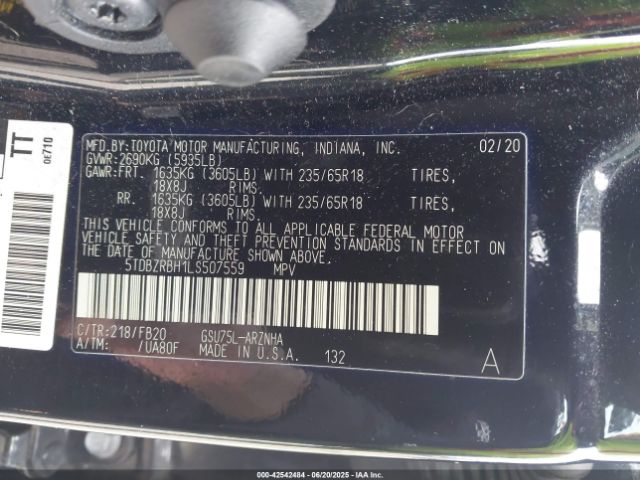 TT
0E710
MFD.BY:TOYOTA MOTOR MANUFACTURING, INDIANA, INC. 02/20
GVWR:2690KG (5935LB)
GAWR:FRT. 1635KG (3605LB) WITH 235/65R18 TIRES,
18X8J RIMS.
RR. 1635KG (3605LB) WITH 235/65R18 TIRES,
18X8J RIMS.
THIS VEHICLE CONFORMS TO ALL APPLICABLE FEDERAL MOTOR
VEHICLE SAFETY AND THEFT PREVENTION STANDARDS IN EFFECT ON
THE DATE OF MANUFACTURE SHOWN ABOVE.
5TDBZRBH1LS507559 MPV
C/TR:218/FB20 GSU75L-ARZNHA
A/TM: /UA80F MADE IN U.S.A. 132 A
000-42542484 - 06/20/2025 - IAA Inc